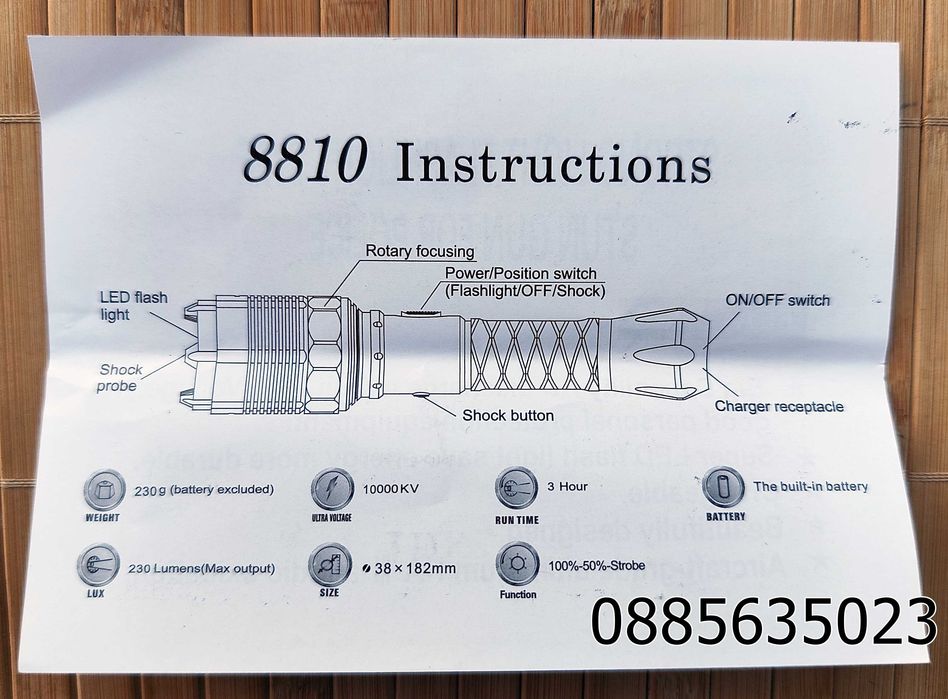 8810 Instructions
Rotary focusing
Power/Position switch
(Flashlight/OFF/Shock)
LED flash
light
ON/OFF switch
Shock
probe
Shock button
Charger receptacle
230g (battery excluded)
WEIGHT
10000KV
ULTRA VOLTAGE
3 Hour
RUN TIME
The built-in battery
BATTERY
230 Lumens(Max output)
LUX
ø 38×182mm
SIZE
100%-50%-Strobe
Function
0885635023